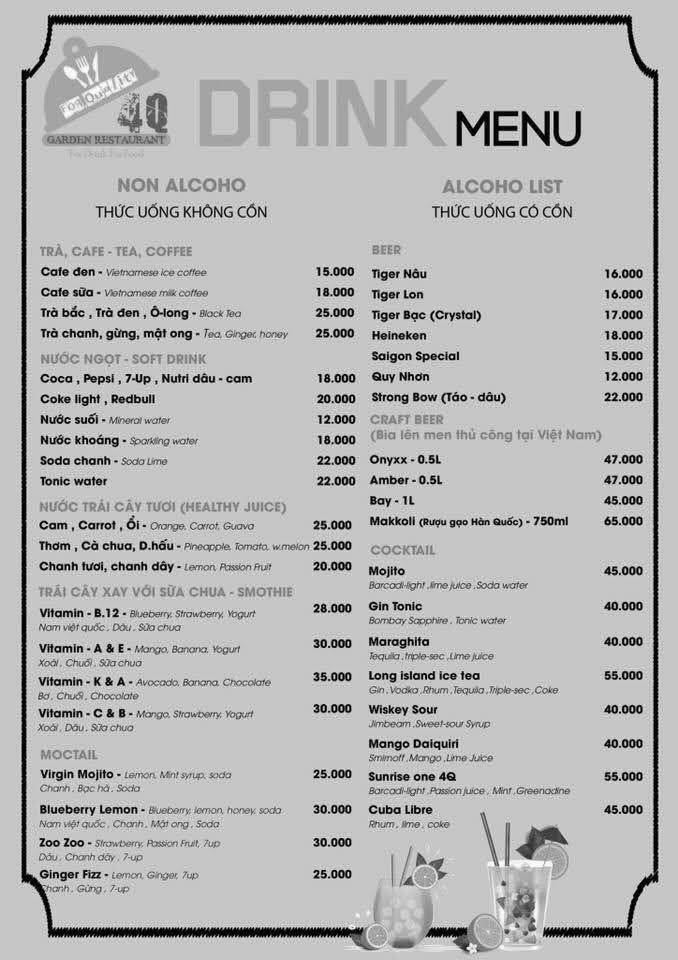 For Quality
4Q
GARDEN RESTAURANT
For Drink For Food
DRINK MENU
NON ALCOHO
THỨC UỐNG KHÔNG CỒN
TRÀ, CAFE - TEA, COFFEE
Cafe đen - Vietnamese ice coffee 15.000
Cafe sữa - Vietnamese milk coffee 18.000
Trà bắc , Trà đen , Ô-long - Black Tea 25.000
Trà chanh, gừng, mật ong - Tea, Ginger, honey 25.000
NƯỚC NGỌT - SOFT DRINK
Coca , Pepsi , 7-Up , Nutri dâu - cam 18.000
Coke light , Redbull 20.000
Nước suối - Mineral water 12.000
Nước khoáng - Sparkling water 18.000
Soda chanh - Soda Lime 22.000
Tonic water 22.000
NƯỚC TRÁI CÂY TƯƠI (HEALTHY JUICE)
Cam , Carrot , Ổi - Orange, Carrot, Guava 25.000
Thơm , Cà chua, D.hấu - Pineapple, Tomato, w.melon 25.000
Chanh tươi, chanh dây - Lemon, Passion Fruit 20.000
TRÁI CÂY XAY VỚI SỮA CHUA - SMOTHIE
Vitamin - B.12 - Blueberry, Strawberry, Yogurt 28.000
Nam việt quốc , Dâu , Sữa chua
Vitamin - A & E - Mango, Banana, Yogurt 30.000
Xoài , Chuối , Sữa chua
Vitamin - K & A - Avocado, Banana, Chocolate 35.000
Bơ , Chuối , Chocolate
Vitamin - C & B - Mango, Strawberry, Yogurt 30.000
Xoài , Dâu , Sữa chua
MOCTAIL
Virgin Mojito - Lemon, Mint syrup, soda 25.000
Chanh , Bạc hà , Soda
Blueberry Lemon - Blueberry, lemon, honey, soda 30.000
Nam việt quốc , Chanh , Mật ong , Soda
Zoo Zoo - Strawberry, Passion Fruit, 7up 30.000
Dâu , Chanh dây , 7-up
Ginger Fizz - Lemon, Ginger, 7up 25.000
Chanh , Gừng , 7-up
ALCOHO LIST
THỨC UỐNG CÓ CỒN
BEER
Tiger Nâu 16.000
Tiger Lon 16.000
Tiger Bạc (Crystal) 17.000
Heineken 18.000
Saigon Special 15.000
Quy Nhơn 12.000
Strong Bow (Táo - dâu) 22.000
CRAFT BEER
(Bia lên men thủ công tại Việt Nam)
Onyxx - 0.5L 47.000
Amber - 0.5L 47.000
Bay - 1L 45.000
Makkoli (Rượu gạo Hàn Quốc) - 750ml 65.000
COCKTAIL
Mojito 45.000
Barcadi-light ,lime juice ,Soda water
Gin Tonic 40.000
Bombay Sapphire , Tonic water
Maraghita 40.000
Tequila ,triple-sec ,Lime juice
Long island ice tea 55.000
Gin ,Vodka ,Rhum ,Tequila ,Triple-sec ,Coke
Wiskey Sour 40.000
Jimbeam ,Sweet-sour Syrup
Mango Daiquiri 40.000
Smirnoff ,Mango ,Lime Juice
Sunrise one 4Q 55.000
Barcadi-light ,Passion juice , Mint ,Greenadine
Cuba Libre 45.000
Rhum , lime , coke